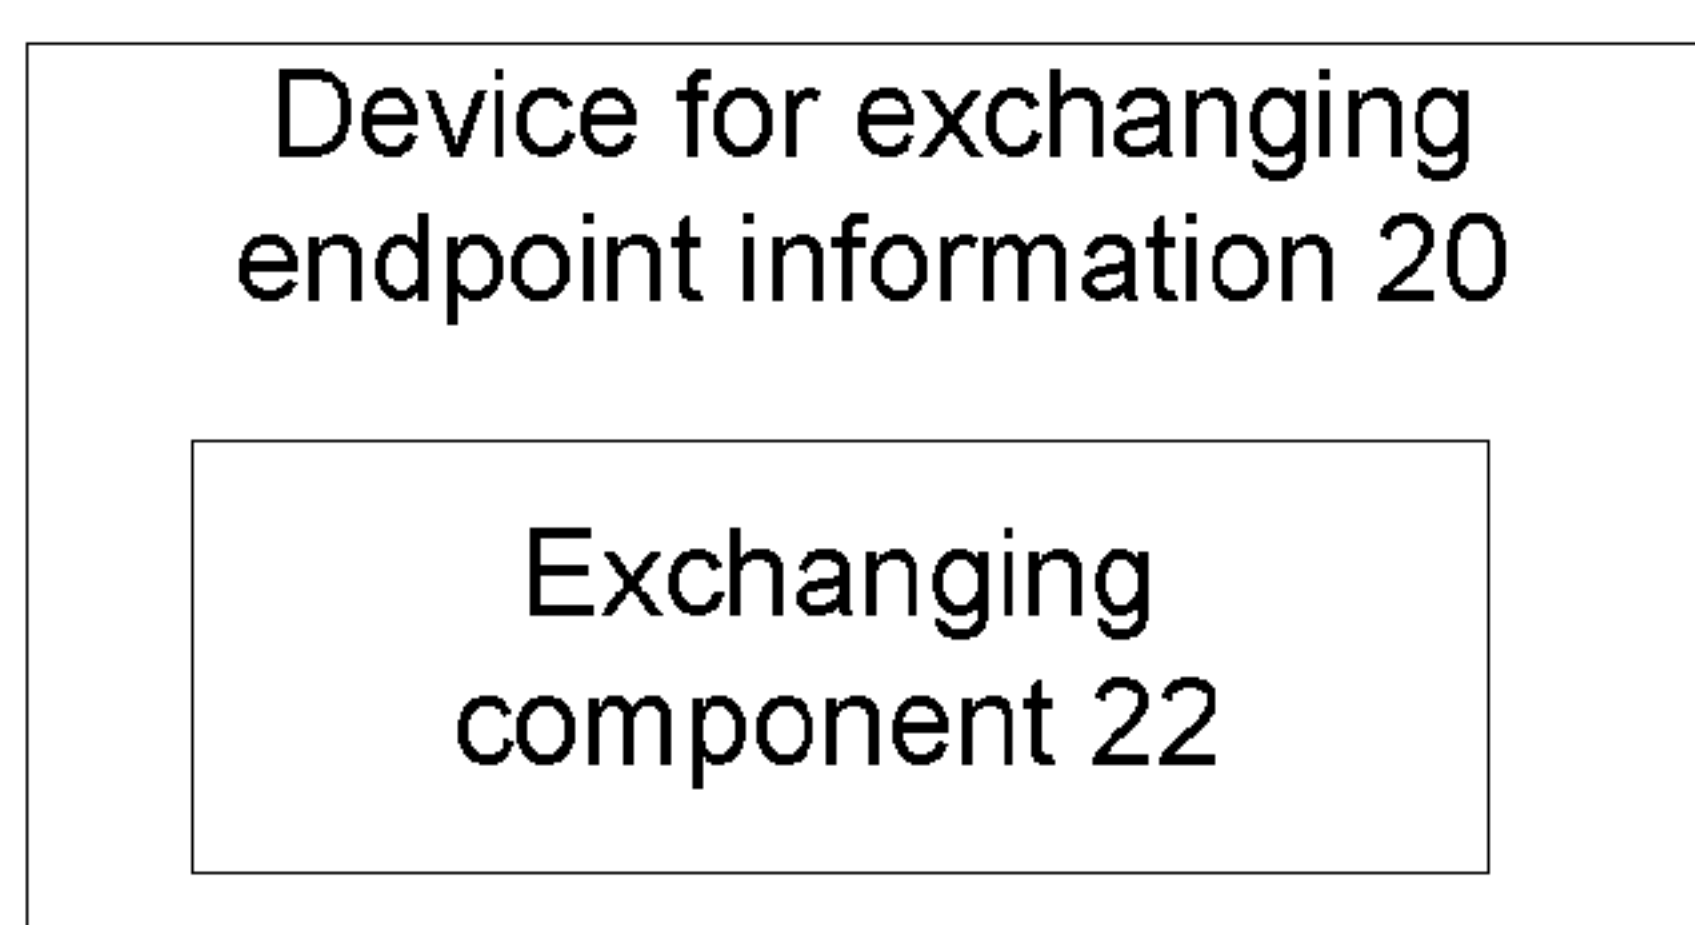 Device for exchanging
endpoint information 20
Exchanging
component 22